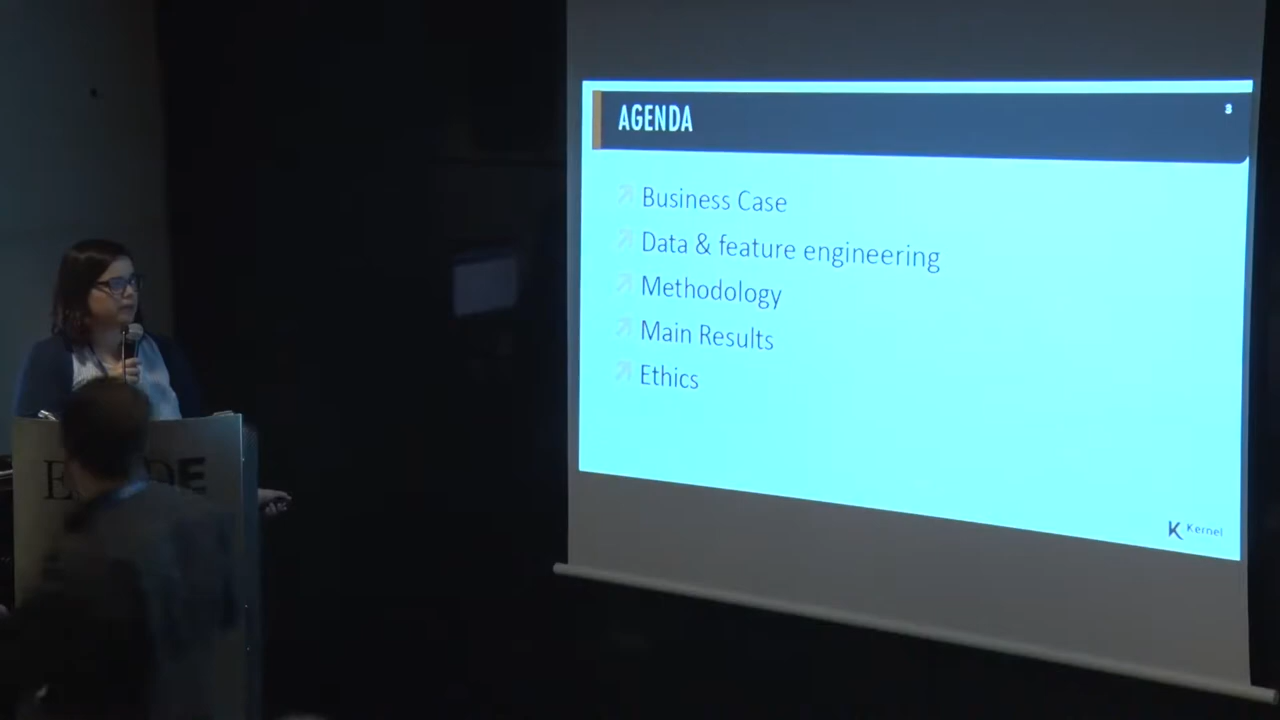 AGENDA
3
Business Case
Data & feature engineering
Methodology
Main Results
Ethics
K Kernel